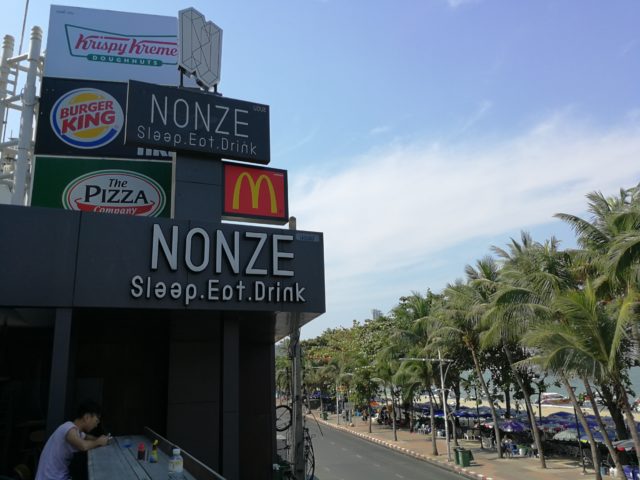 Krispy Kreme
DOUGHNUTS
BURGER
KING
NONZE
Sleep.Eat.Drink
The
PIZZA
Company
M
NONZE
Sleep.Eat.Drink